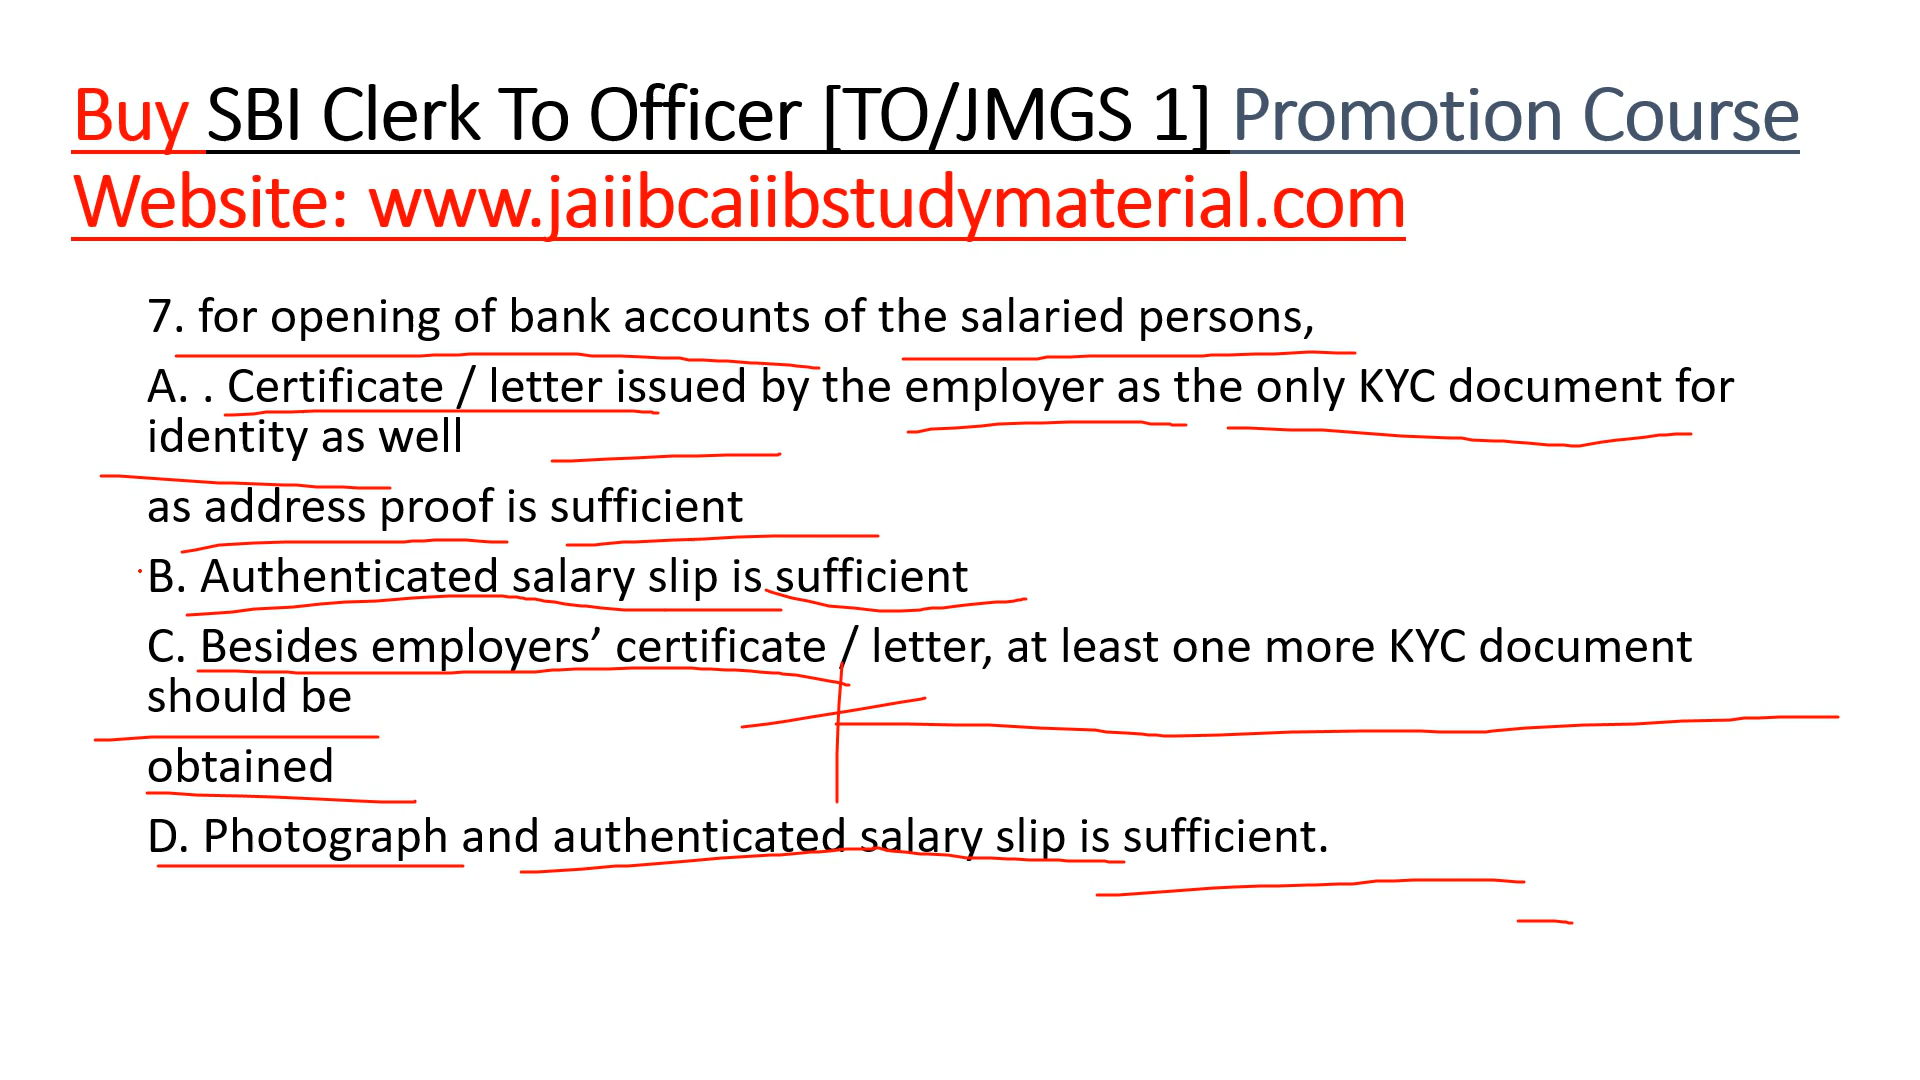 Buy SBI Clerk To Officer [TO/JMGS 1] Promotion Course
Website: www.jaiibcaiibstudymaterial.com
7. for opening of bank accounts of the salaried persons,
A. . Certificate / letter issued by the employer as the only KYC document for
identity as well
as address proof is sufficient
B. Authenticated salary slip is sufficient
C. Besides employers’ certificate / letter, at least one more KYC document
should be
obtained
D. Photograph and authenticated salary slip is sufficient.